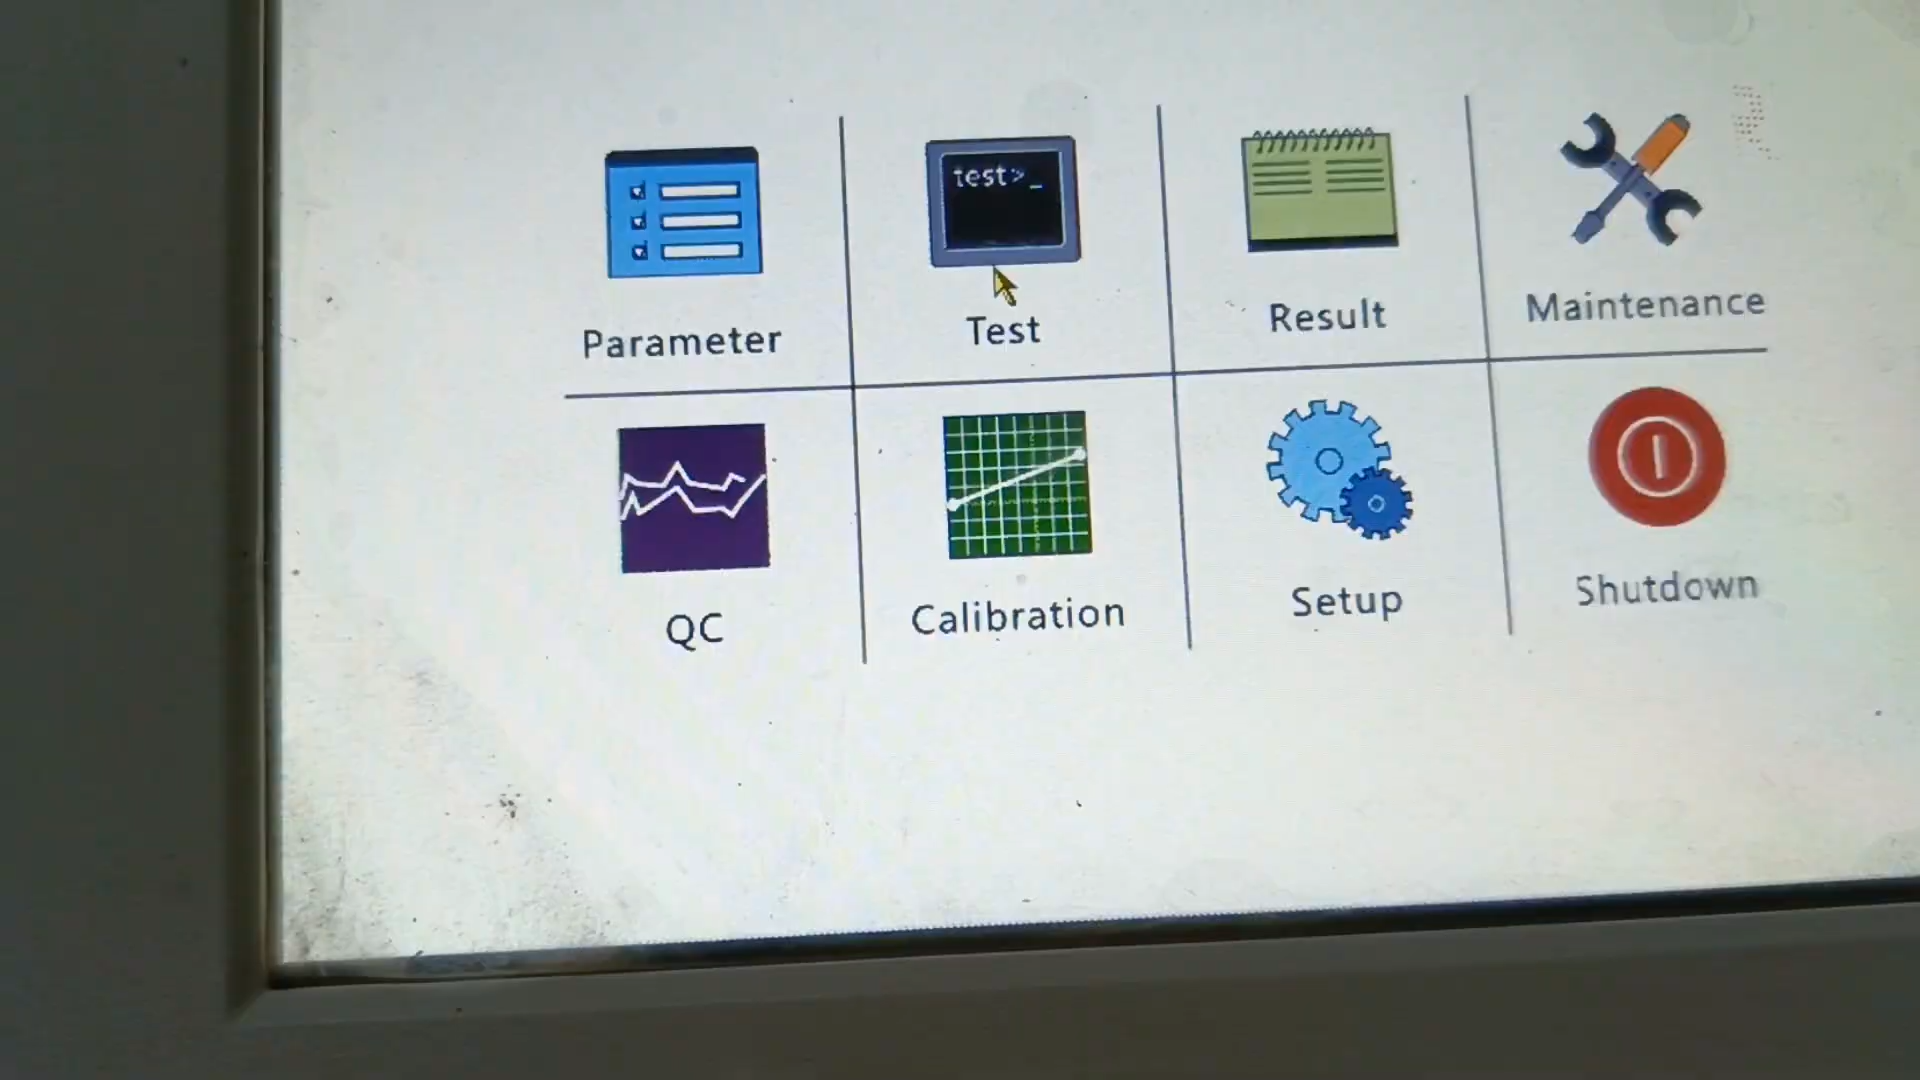 test>_
Parameter
Test
Result
Maintenance
QC
Calibration
Setup
Shutdown